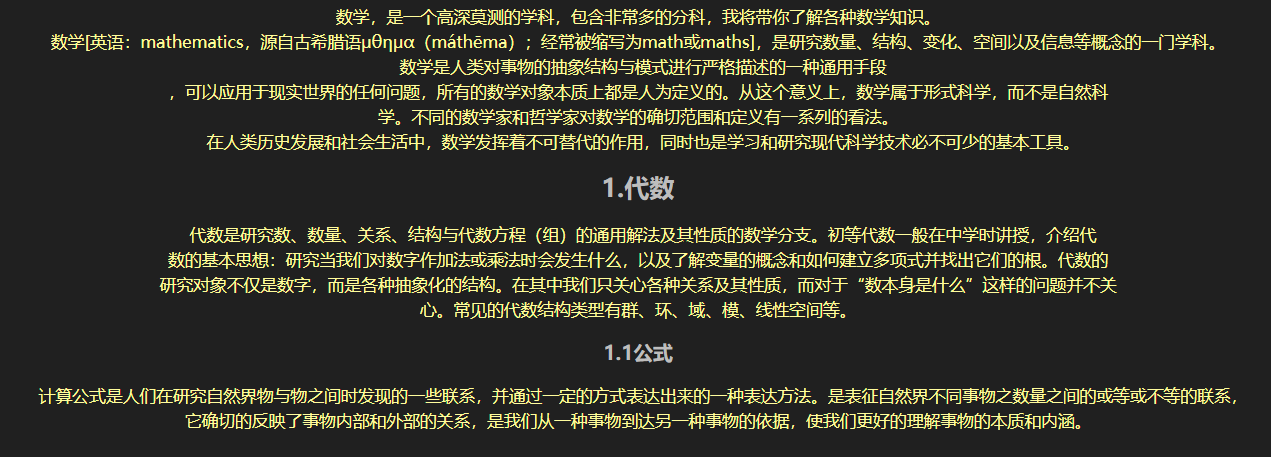 数学，是一个高深莫测的学科，包含非常多的分科，我将带你了解各种数学知识。
数学[英语：mathematics，源自古希腊语μθημα（máthēma）；经常被缩写为math或maths]，是研究数量、结构、变化、空间以及信息等概念的一门学科。
数学是人类对事物的抽象结构与模式进行严格描述的一种通用手段
，可以应用于现实世界的任何问题，所有的数学对象本质上都是人为定义的。从这个意义上，数学属于形式科学，而不是自然科
学。不同的数学家和哲学家对数学的确切范围和定义有一系列的看法。
在人类历史发展和社会生活中，数学发挥着不可替代的作用，同时也是学习和研究现代科学技术必不可少的基本工具。
1.代数
代数是研究数、数量、关系、结构与代数方程（组）的通用解法及其性质的数学分支。初等代数一般在中学时讲授，介绍代
数的基本思想：研究当我们对数字作加法或乘法时会发生什么，以及了解变量的概念和如何建立多项式并找出它们的根。代数的
研究对象不仅是数字，而是各种抽象化的结构。在其中我们只关心各种关系及其性质，而对于“数本身是什么”这样的问题并不关
心。常见的代数结构类型有群、环、域、模、线性空间等。
1.1公式
计算公式是人们在研究自然界物与物之间时发现的一些联系，并通过一定的方式表达出来的一种表达方法。是表征自然界不同事物之数量之间的或等或不等的联系，
它确切的反映了事物内部和外部的关系，是我们从一种事物到达另一种事物的依据，使我们更好的理解事物的本质和内涵。